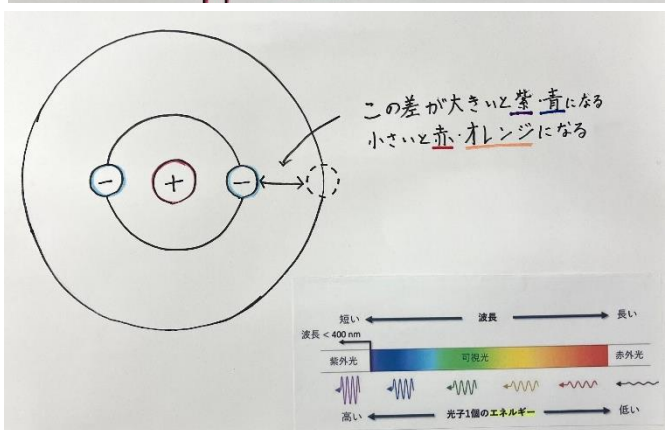 この差が大きいと紫・青になる
小さいと赤・オレンジになる
− + −
短い 波長 長い
波長 < 400 nm
紫外光 可視光 赤外光
高い 光子1個のエネルギー 低い